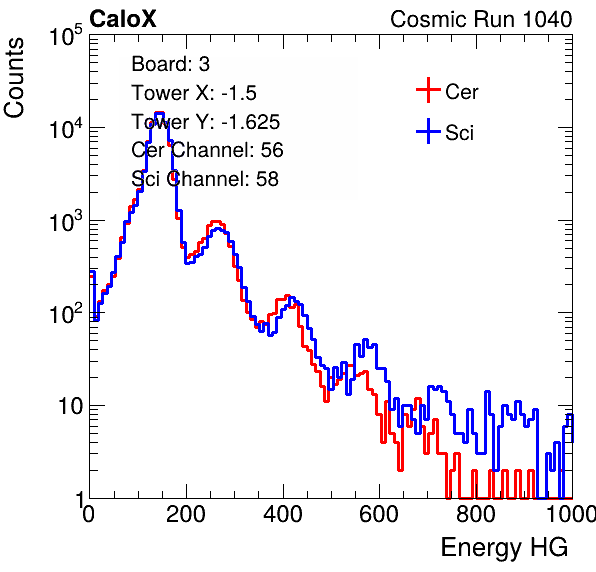 CaloX Cosmic Run 1040
Counts
Board: 3
Tower X: -1.5
Tower Y: -1.625
Cer Channel: 56
Sci Channel: 58
Cer
Sci
10^5
10^4
10^3
10^2
10
1
0 200 400 600 800 1000
Energy HG